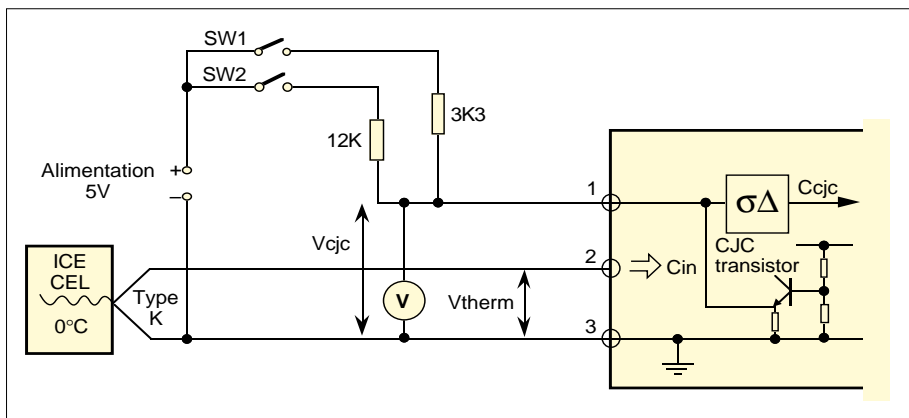 SW1
SW2
3K3
12K
Alimentation
5V
+
–
1
σΔ
Ccjc
Vcjc
CJC
transistor
2
Cin
ICE
CEL
0°C
Type
K
V
Vtherm
3